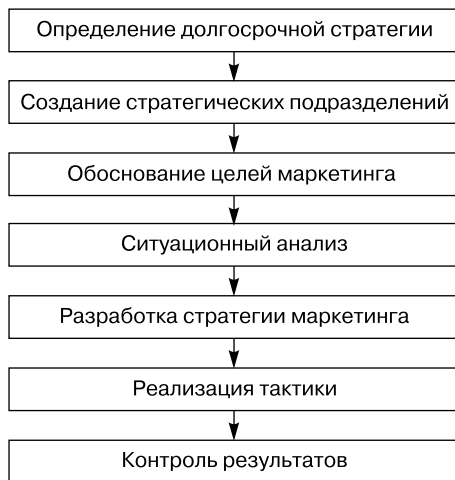 Определение долгосрочной стратегии
Создание стратегических подразделений
Обоснование целей маркетинга
Ситуационный анализ
Разработка стратегии маркетинга
Реализация тактики
Контроль результатов